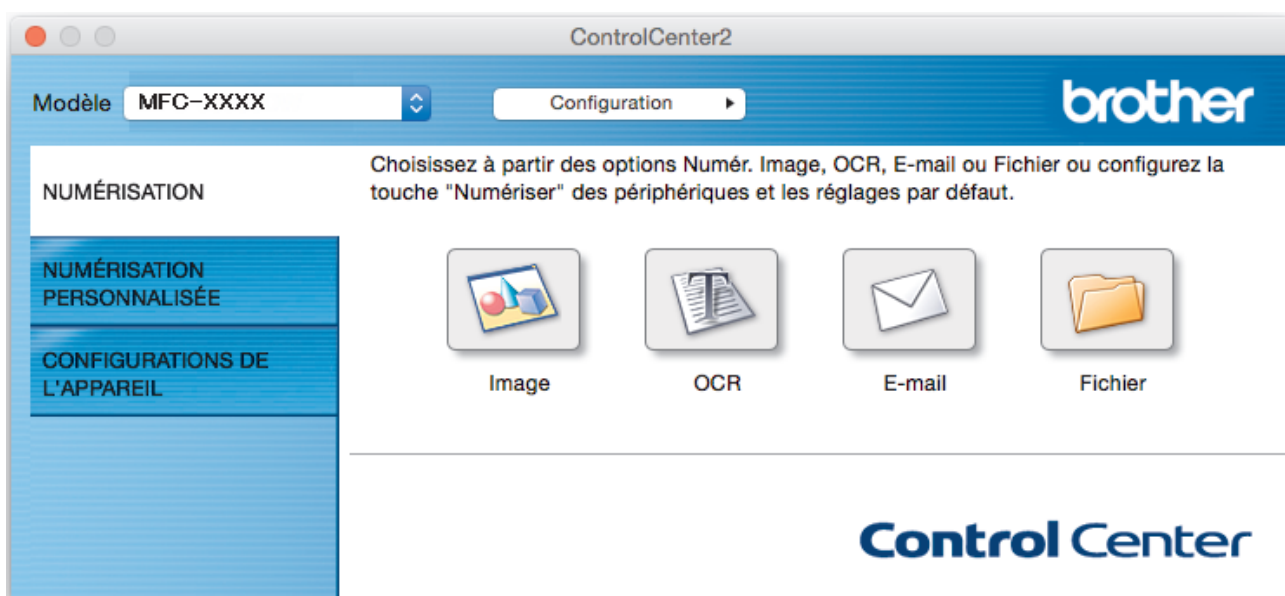 ControlCenter2
Modèle MFC-XXXX Configuration
brother
NUMÉRISATION
NUMÉRISATION
PERSONNALISÉE
CONFIGURATIONS DE
L'APPAREIL
Choisissez à partir des options Numér. Image, OCR, E-mail ou Fichier ou configurez la
touche "Numériser" des périphériques et les réglages par défaut.
Image OCR E-mail Fichier
Control Center